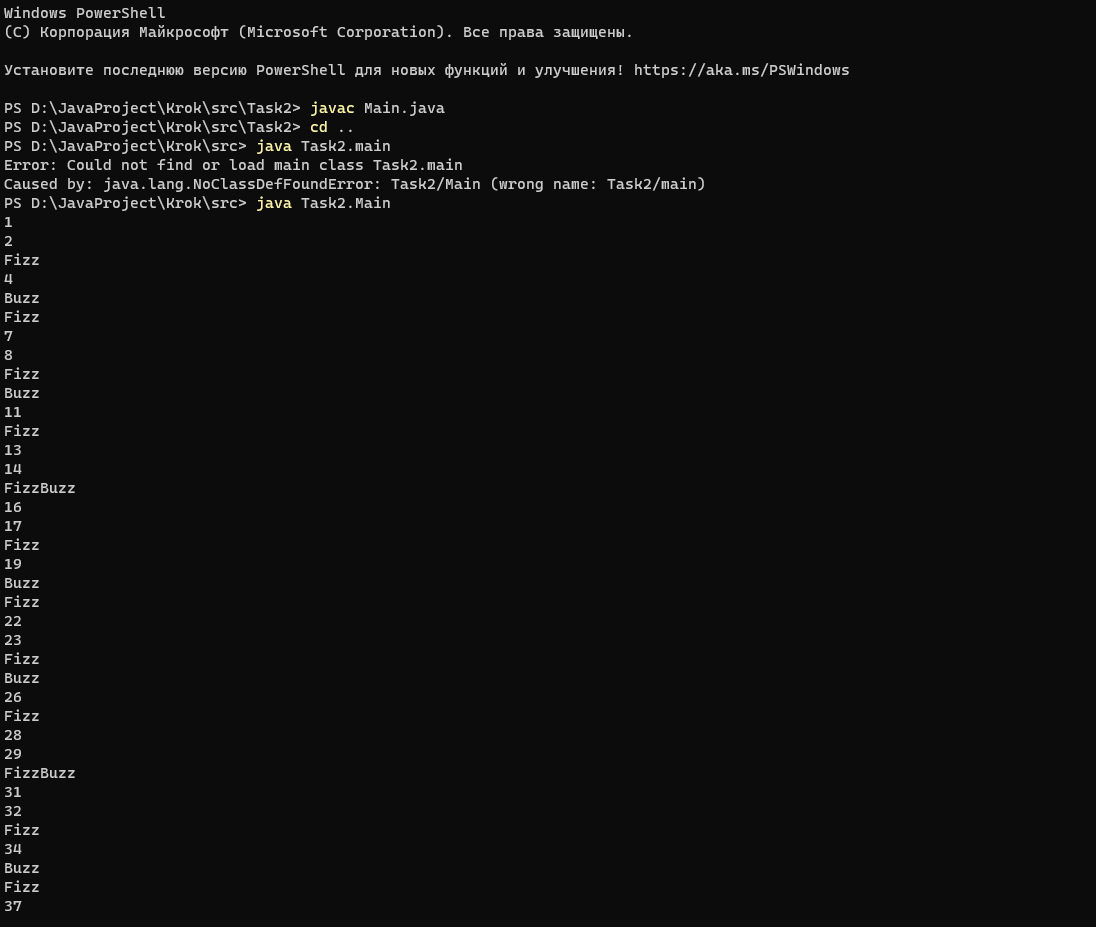 Windows PowerShell
(C) Корпорация Майкрософт (Microsoft Corporation). Все права защищены.
Установите последнюю версию PowerShell для новых функций и улучшения! https://aka.ms/PSWindows
PS D:\JavaProject\Krok\src\Task2> javac Main.java
PS D:\JavaProject\Krok\src\Task2> cd ..
PS D:\JavaProject\Krok\src> java Task2.main
Error: Could not find or load main class Task2.main
Caused by: java.lang.NoClassDefFoundError: Task2/Main (wrong name: Task2/main)
PS D:\JavaProject\Krok\src> java Task2.Main
1
2
Fizz
4
Buzz
Fizz
7
8
Fizz
Buzz
11
Fizz
13
14
FizzBuzz
16
17
Fizz
19
Buzz
Fizz
22
23
Fizz
Buzz
26
Fizz
28
29
FizzBuzz
31
32
Fizz
34
Buzz
Fizz
37